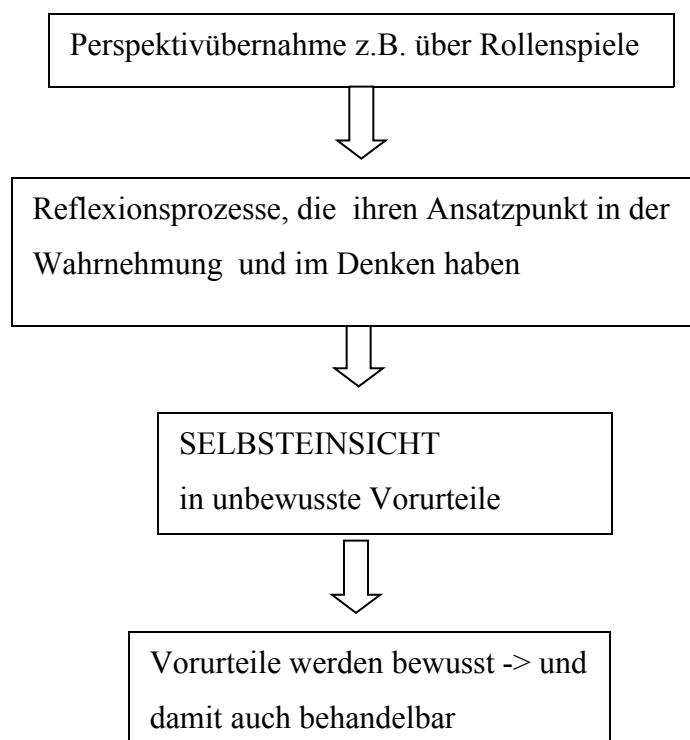 Perspektivübernahme z.B. über Rollenspiele
Reflexionsprozesse, die ihren Ansatzpunkt in der
Wahrnehmung und im Denken haben
SELBSTEINSICHT
in unbewusste Vorurteile
Vorurteile werden bewusst -> und
damit auch behandelbar